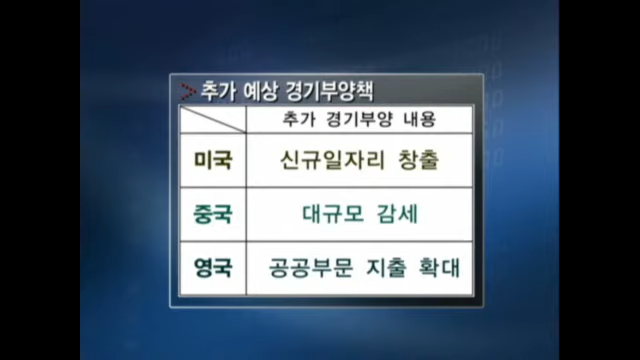 추가 예상 경기부양책
추가 경기부양 내용
미국 신규일자리 창출
중국 대규모 감세
영국 공공부문 지출 확대